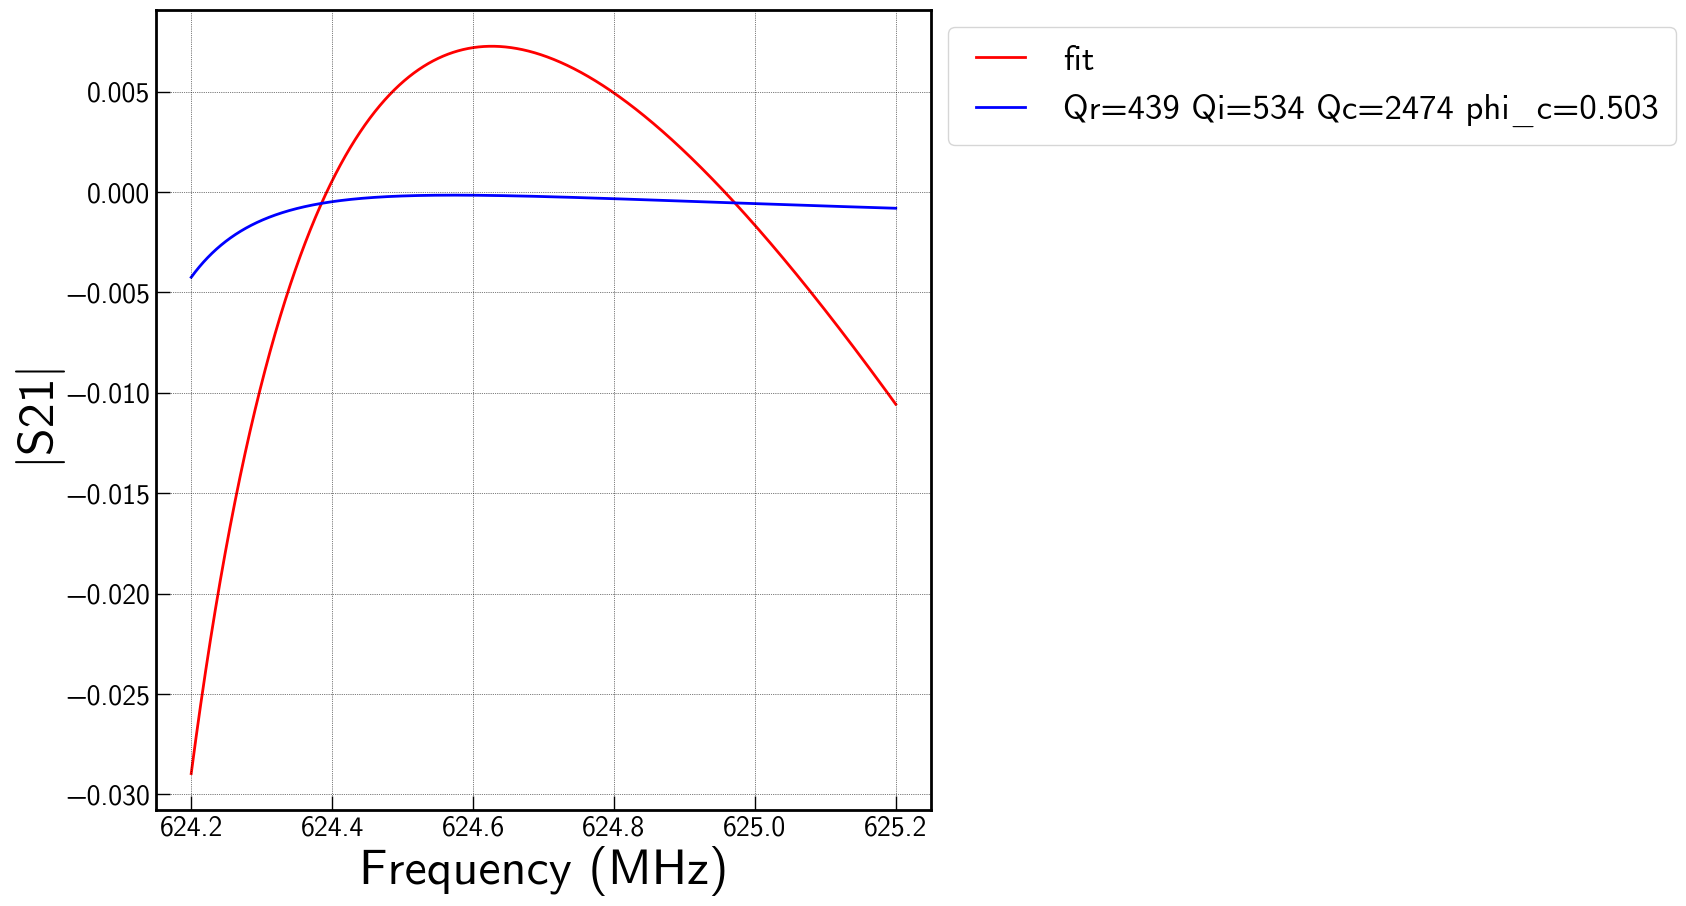 fit
Qr=439 Qi=534 Qc=2474 phi_c=0.503
0.005
0.000
−0.005
−0.010
−0.015
−0.020
−0.025
−0.030
|S21|
624.2 624.4 624.6 624.8 625.0 625.2
Frequency (MHz)